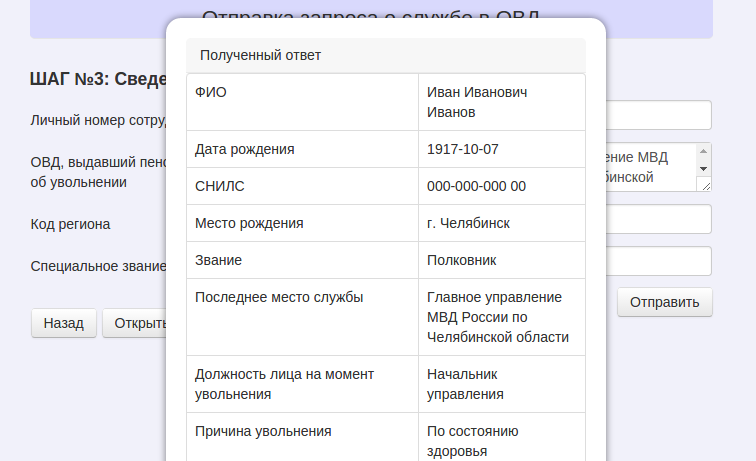 Отправка запроса о службе в ОВД
Полученный ответ
ШАГ №3: Сведе
ФИО
Иван Иванович
Иванов
Личный номер сотру
Дата рождения
1917-10-07
ОВД, выдавший пенс
об увольнении
ение МВД
бинской
СНИЛС
000-000-000 00
Код региона
Место рождения
г. Челябинск
Специальное звание
Звание
Полковник
Последнее место службы
Главное управление
МВД России по
Челябинской области
Назад
Открыть
Отправить
Должность лица на момент
увольнения
Начальник
управления
Причина увольнения
По состоянию
здоровья